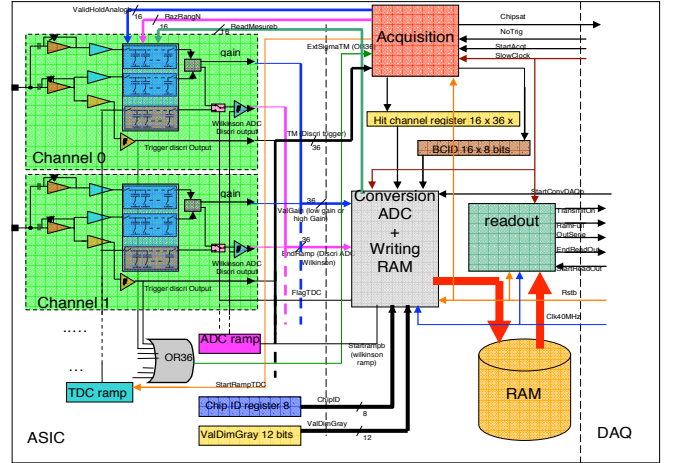 ValidHoldAnalogb
16
RazRangN
16
ReadMesureb
16
Acquisition
Chipsat
NoTrig
StartAcqt
SlowClock
ExtSigmaTM (OR36)
gain
Hit channel register 16 x 36 x
BCID 16 x 8 bits
Wilkinson ADC
Discri output
TM (Discri trigger)
36
Trigger discri Output
Channel 0
gain
36
ValGain (low gain or
high Gain)
Conversion
ADC
+
Writing
RAM
StartConvDAQb
readout
TransmitOn
RamFull
OutSerie
EndReadOut
StartReadOut
36
EndRamp (Discri ADC
Wilkinson)
Wilkinson ADC
Discri output
Trigger discri Output
Channel 1
FlagTDC
Rstb
Clk40MHz
.....
...
OR36
ADC ramp
Startrampb
(wilkinson
ramp)
StartRampTDC
TDC ramp
RAM
Chip ID register 8
ChipID
8
ValDimGray 12 bits
ValDimGray
12
ASIC
DAQ